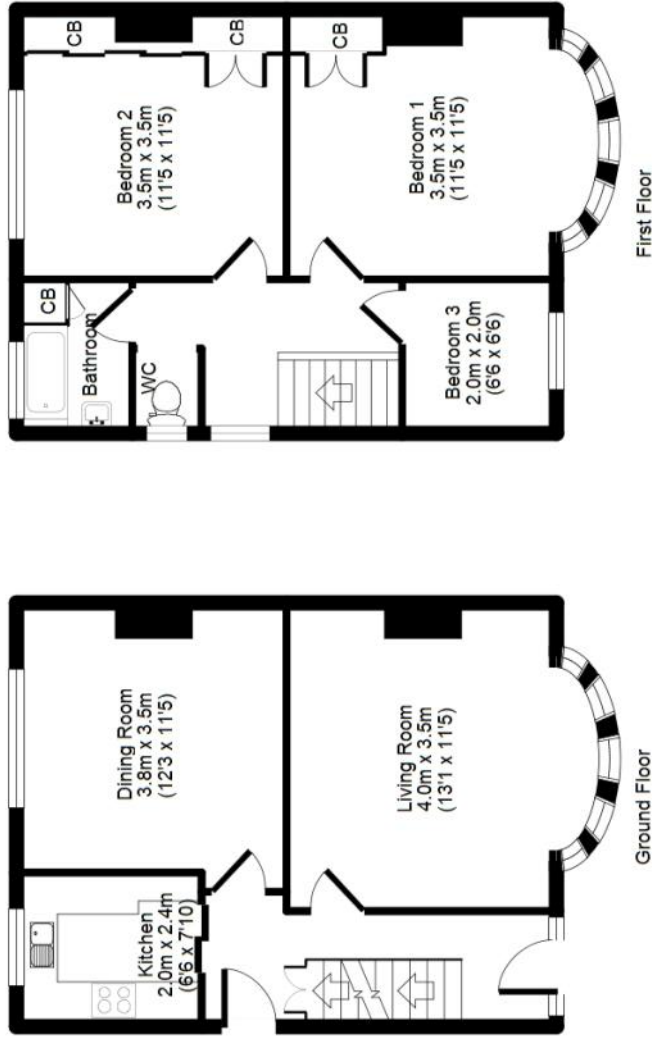 CB
CB
CB
Bedroom 2
3.5m x 3.5m
(11'5 x 11'5)
Bedroom 1
3.5m x 3.5m
(11'5 x 11'5)
CB
Bathroom
WC
Bedroom 3
2.0m x 2.0m
(6'6 x 6'6)
First Floor
Dining Room
3.8m x 3.5m
(12'3 x 11'5)
Living Room
4.0m x 3.5m
(13'1 x 11'5)
Kitchen
2.0m x 2.4m
(6'6 x 7'10)
Ground Floor